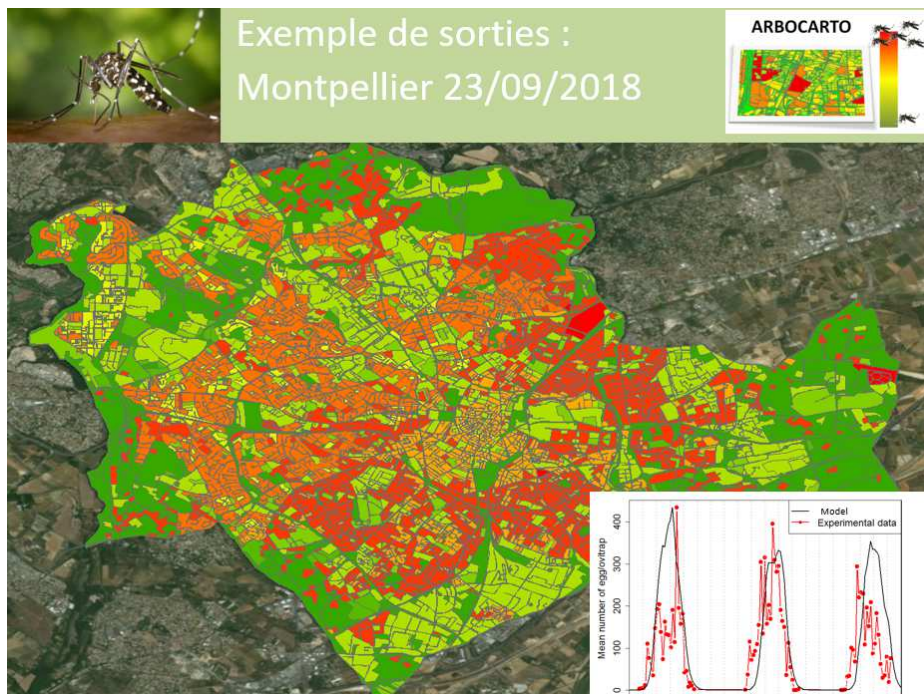 Exemple de sorties :
Montpellier 23/09/2018
ARBOCARTO
Model
Experimental data
Mean number of egg/ovitrap
400
300
200
100
0